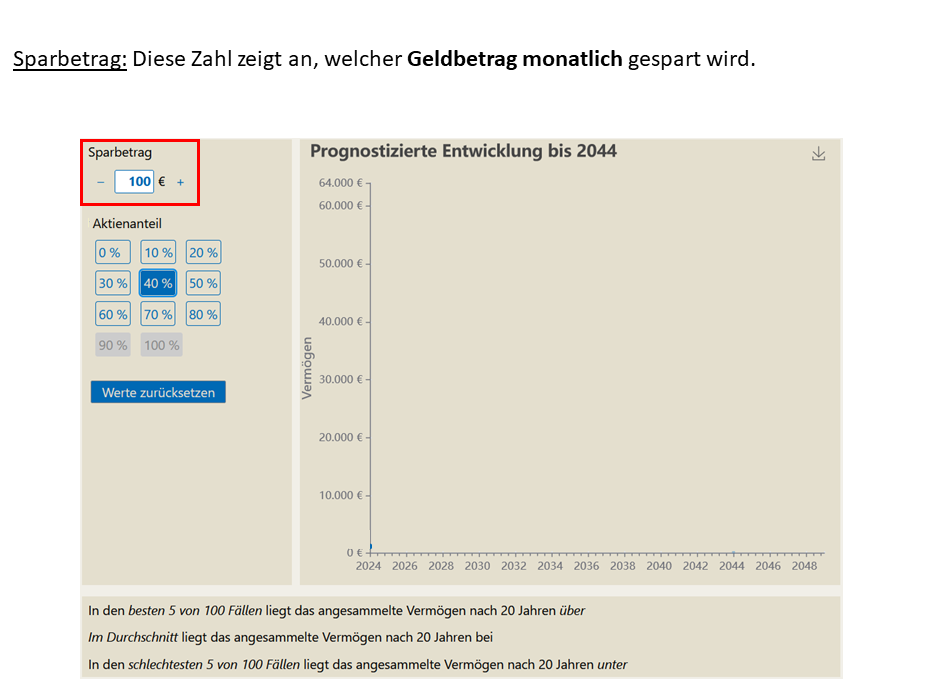 Sparbetrag: Diese Zahl zeigt an, welcher Geldbetrag monatlich gespart wird.
Sparbetrag
− 100 € +
Aktienanteil
0 % 10 % 20 %
30 % 40 % 50 %
60 % 70 % 80 %
90 % 100 %
Werte zurücksetzen
Prognostizierte Entwicklung bis 2044
Vermögen
64.000 €
60.000 €
50.000 €
40.000 €
30.000 €
20.000 €
10.000 €
0 €
2024 2026 2028 2030 2032 2034 2036 2038 2040 2042 2044 2046 2048
In den besten 5 von 100 Fällen liegt das angesammelte Vermögen nach 20 Jahren über
Im Durchschnitt liegt das angesammelte Vermögen nach 20 Jahren bei
In den schlechtesten 5 von 100 Fällen liegt das angesammelte Vermögen nach 20 Jahren unter